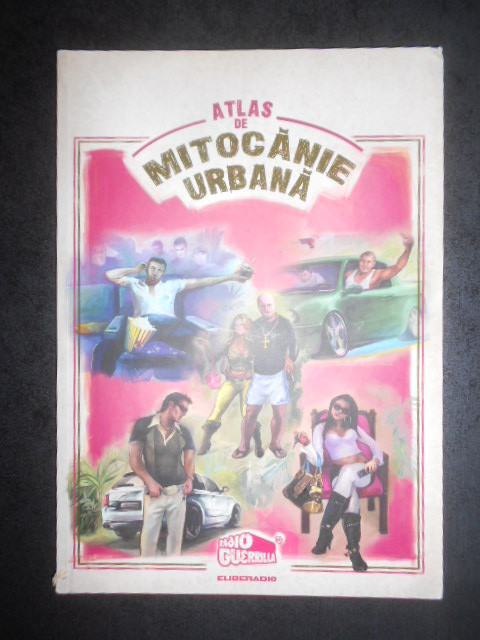 ATLAS
DE
MITOCĂNIE
URBANĂ
RADIO
GUERRILLA
ELIBERADIO